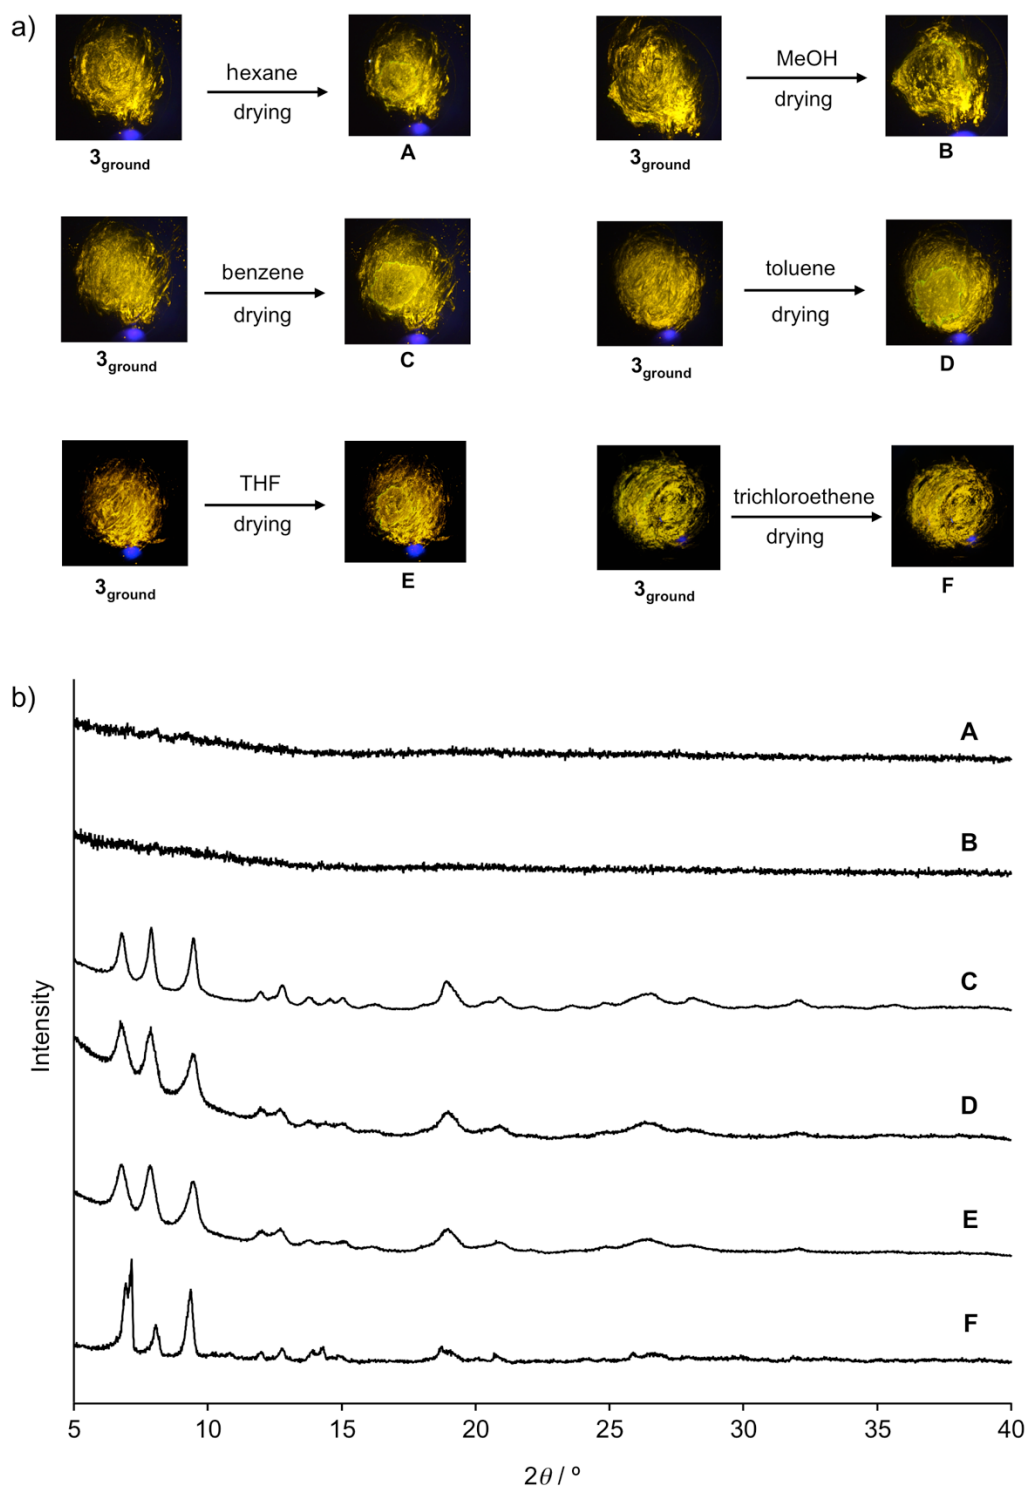 a)
hexane
drying
3ground
A
MeOH
drying
3ground
B
benzene
drying
3ground
C
toluene
drying
3ground
D
THF
drying
3ground
E
trichloroethene
drying
3ground
F
b)
A
B
C
D
E
F
Intensity
5 10 15 20 25 30 35 40
2θ / º